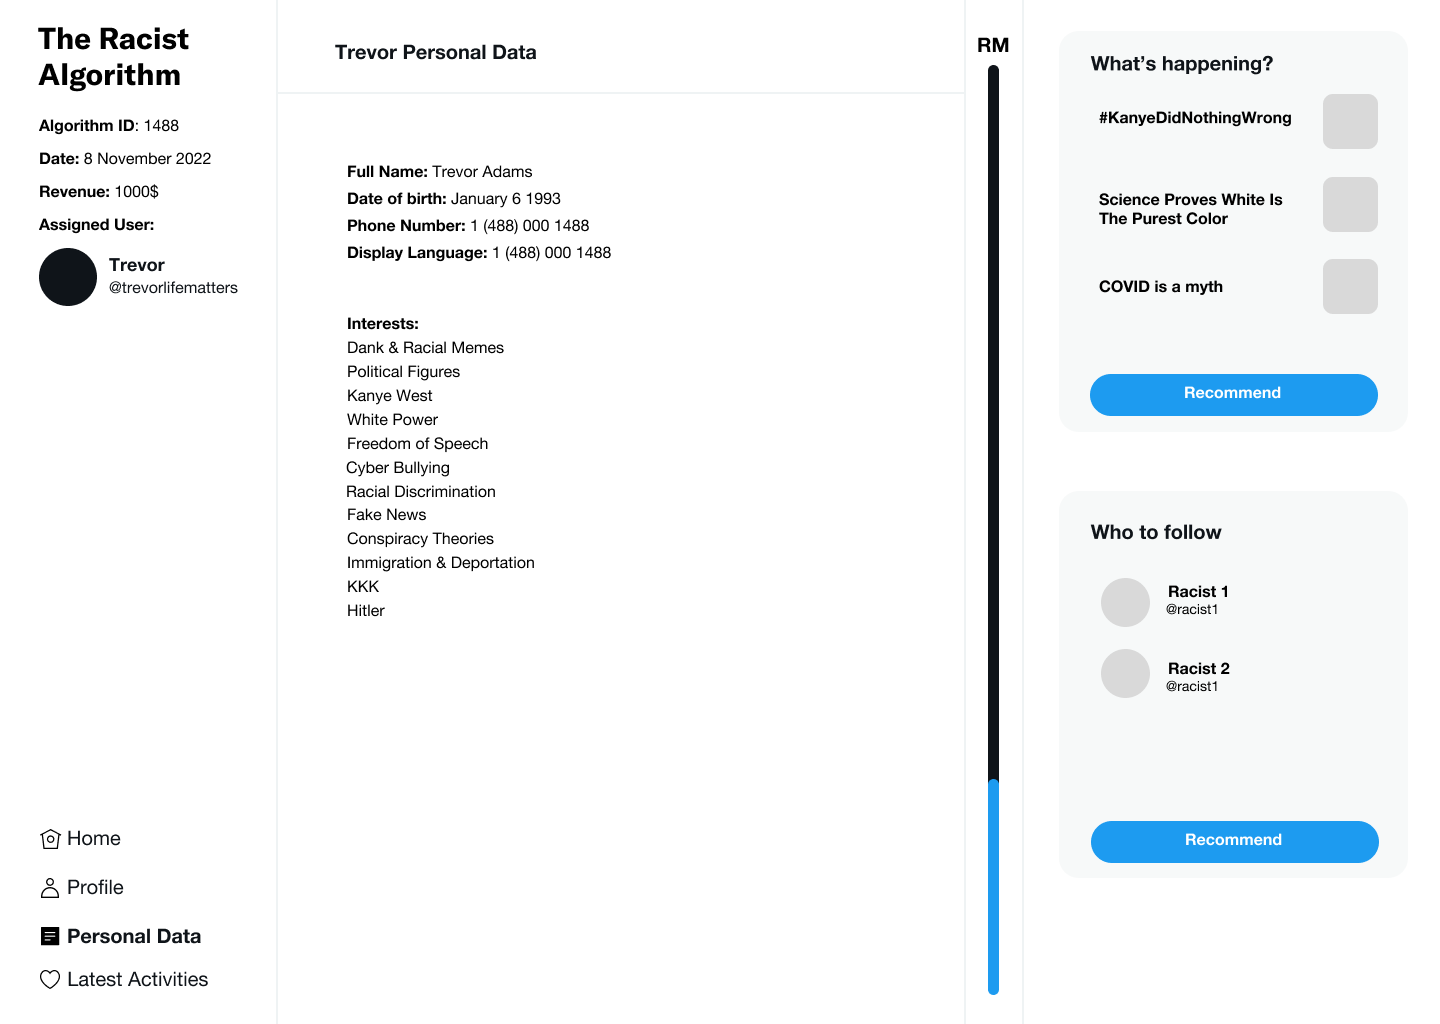 The Racist
Algorithm
Algorithm ID: 1488
Date: 8 November 2022
Revenue: 1000$
Assigned User:
Trevor
@trevorlifematters
Home
Profile
Personal Data
Latest Activities
Trevor Personal Data
Full Name: Trevor Adams
Date of birth: January 6 1993
Phone Number: 1 (488) 000 1488
Display Language: 1 (488) 000 1488
Interests:
Dank & Racial Memes
Political Figures
Kanye West
White Power
Freedom of Speech
Cyber Bullying
Racial Discrimination
Fake News
Conspiracy Theories
Immigration & Deportation
KKK
Hitler
RM
What’s happening?
#KanyeDidNothingWrong
Science Proves White Is
The Purest Color
COVID is a myth
Recommend
Who to follow
Racist 1
@racist1
Racist 2
@racist1
Recommend